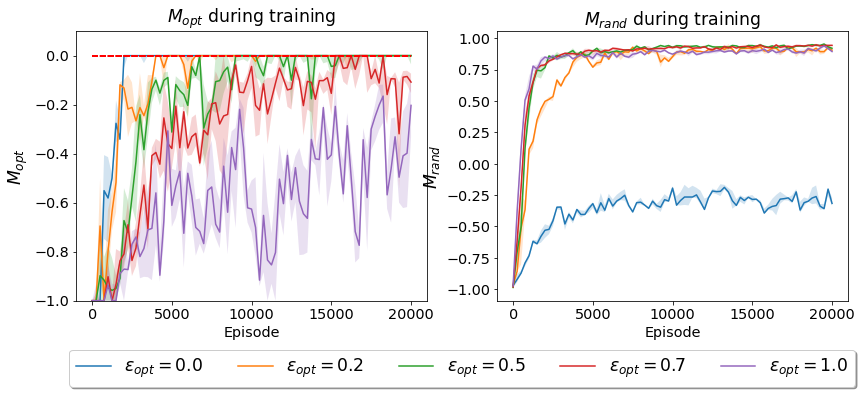 M_opt during training
M_opt
0.0
−0.2
−0.4
−0.6
−0.8
−1.0
0 5000 10000 15000 20000
Episode
M_rand during training
M_rand
1.00
0.75
0.50
0.25
0.00
−0.25
−0.50
−0.75
−1.00
0 5000 10000 15000 20000
Episode
ε_opt = 0.0 ε_opt = 0.2 ε_opt = 0.5 ε_opt = 0.7 ε_opt = 1.0